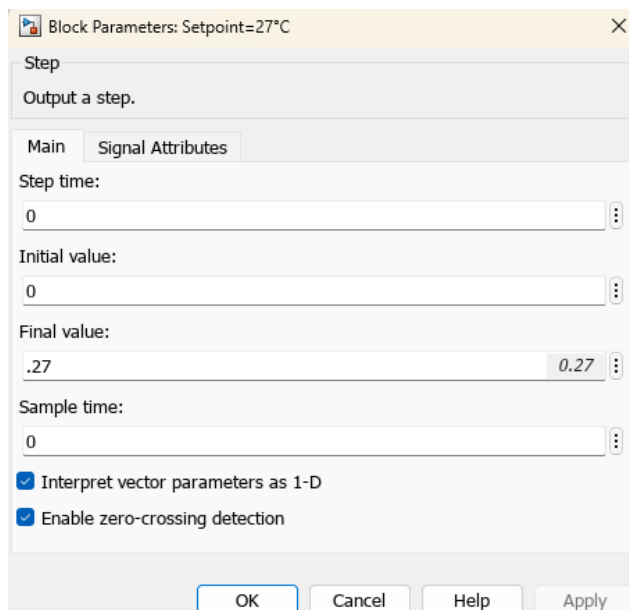 Block Parameters: Setpoint=27°C
Step
Output a step.
Main Signal Attributes
Step time:
0
Initial value:
0
Final value:
.27 0.27
Sample time:
0
Interpret vector parameters as 1-D
Enable zero-crossing detection
OK Cancel Help Apply